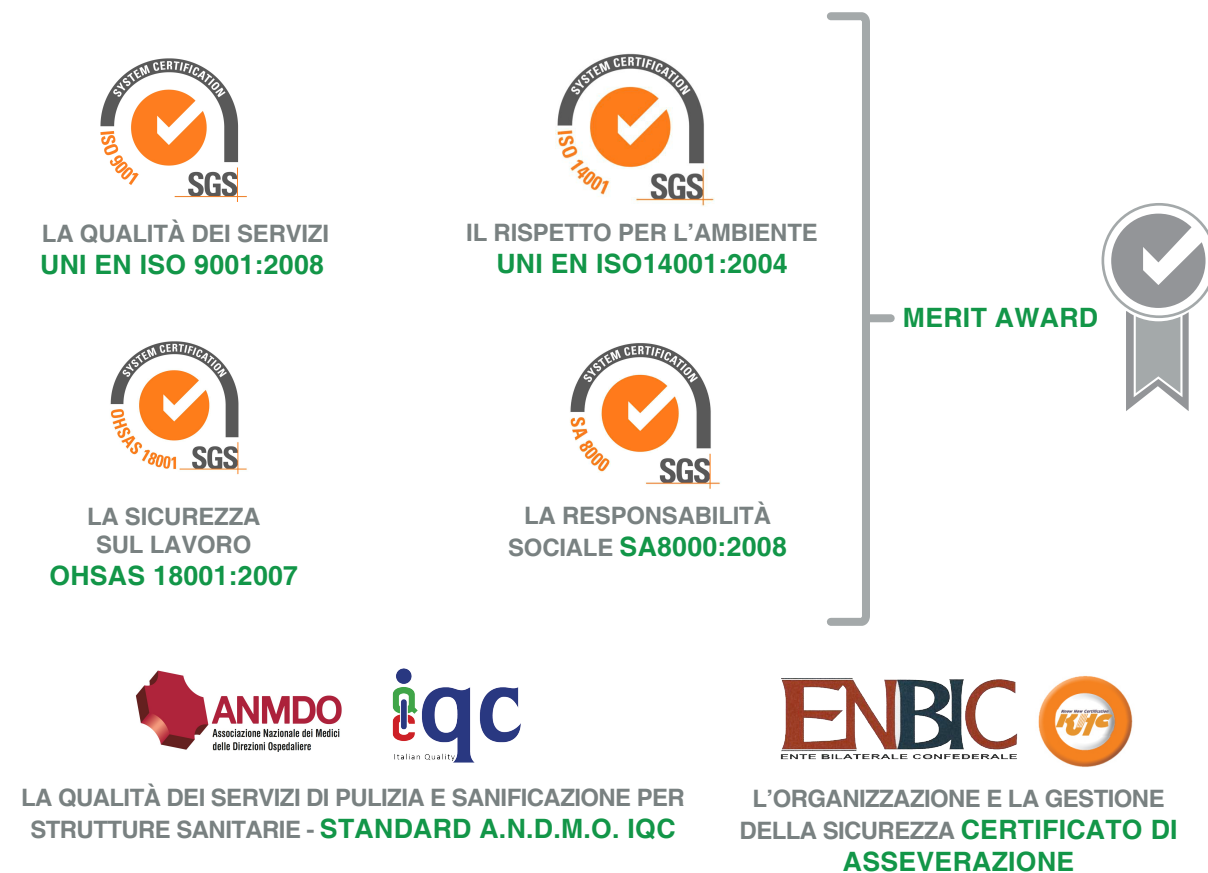 SYSTEM CERTIFICATION
ISO 9001
SGS
LA QUALITÀ DEI SERVIZI
UNI EN ISO 9001:2008
SYSTEM CERTIFICATION
ISO 14001
SGS
IL RISPETTO PER L’AMBIENTE
UNI EN ISO14001:2004
MERIT AWARD
SYSTEM CERTIFICATION
OHSAS 18001
SGS
LA SICUREZZA
SUL LAVORO
OHSAS 18001:2007
SYSTEM CERTIFICATION
SA 8000
SGS
LA RESPONSABILITÀ
SOCIALE SA8000:2008
ANMDO
Associazione Nazionale dei Medici
delle Direzioni Ospedaliere
iqc
IQC
Italian Quality
LA QUALITÀ DEI SERVIZI DI PULIZIA E SANIFICAZIONE PER
STRUTTURE SANITARIE - STANDARD A.N.D.M.O. IQC
ENBIC
ENTE BILATERALE CONFEDERALE
Know How Certification
KHC
L’ORGANIZZAZIONE E LA GESTIONE
DELLA SICUREZZA CERTIFICATO DI
ASSEVERAZIONE